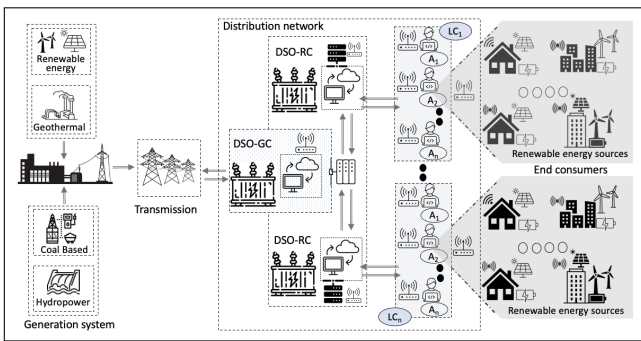 Distribution network
LC1
Renewable
energy
DSO-RC
A1
A2
An
Geothermal
DSO-GC
Renewable energy sources
End consumers
Transmission
A1
A2
An
Coal Based
DSO-RC
Hydropower
Generation system
LCn
Renewable energy sources